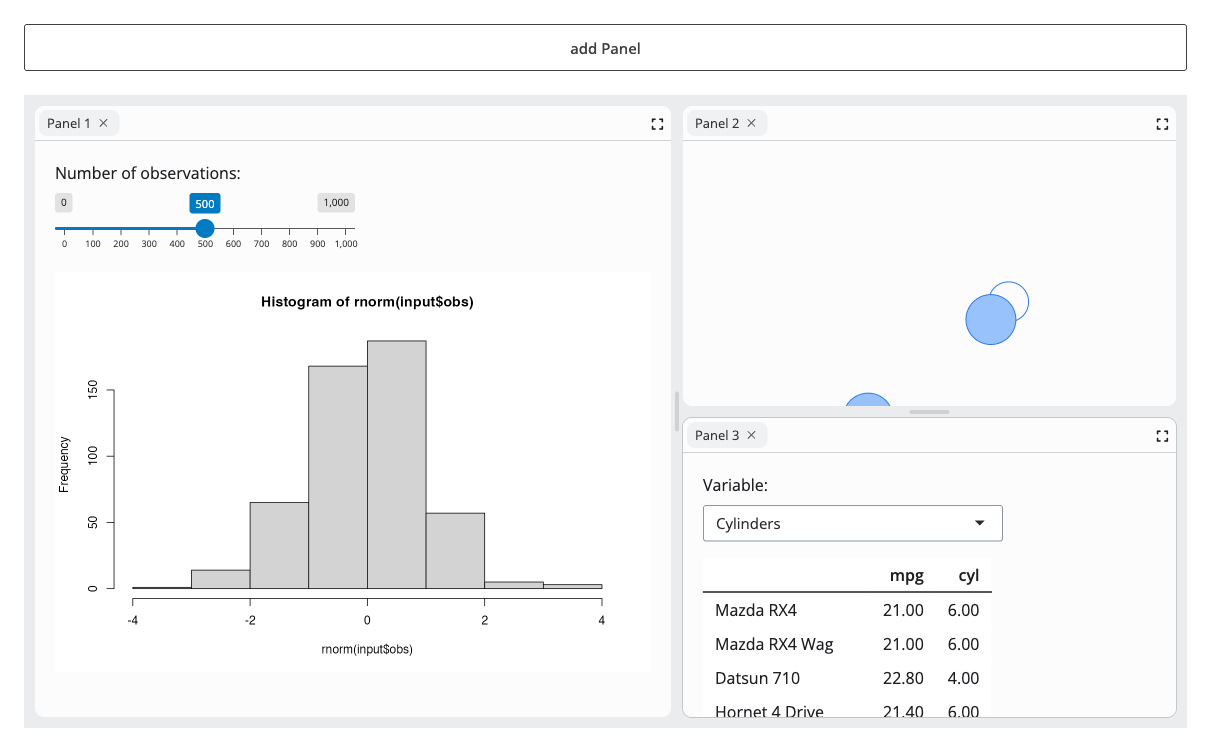 add Panel
Panel 1 ×
Number of observations:
0 500 1,000
0 100 200 300 400 500 600 700 800 900 1,000
Histogram of rnorm(input$obs)
Frequency
150
100
50
0
-4 -2 0 2 4
rnorm(input$obs)
Panel 2 ×
Panel 3 ×
Variable:
Cylinders
mpg cyl
Mazda RX4 21.00 6.00
Mazda RX4 Wag 21.00 6.00
Datsun 710 22.80 4.00
Hornet 4 Drive 21.40 6.00